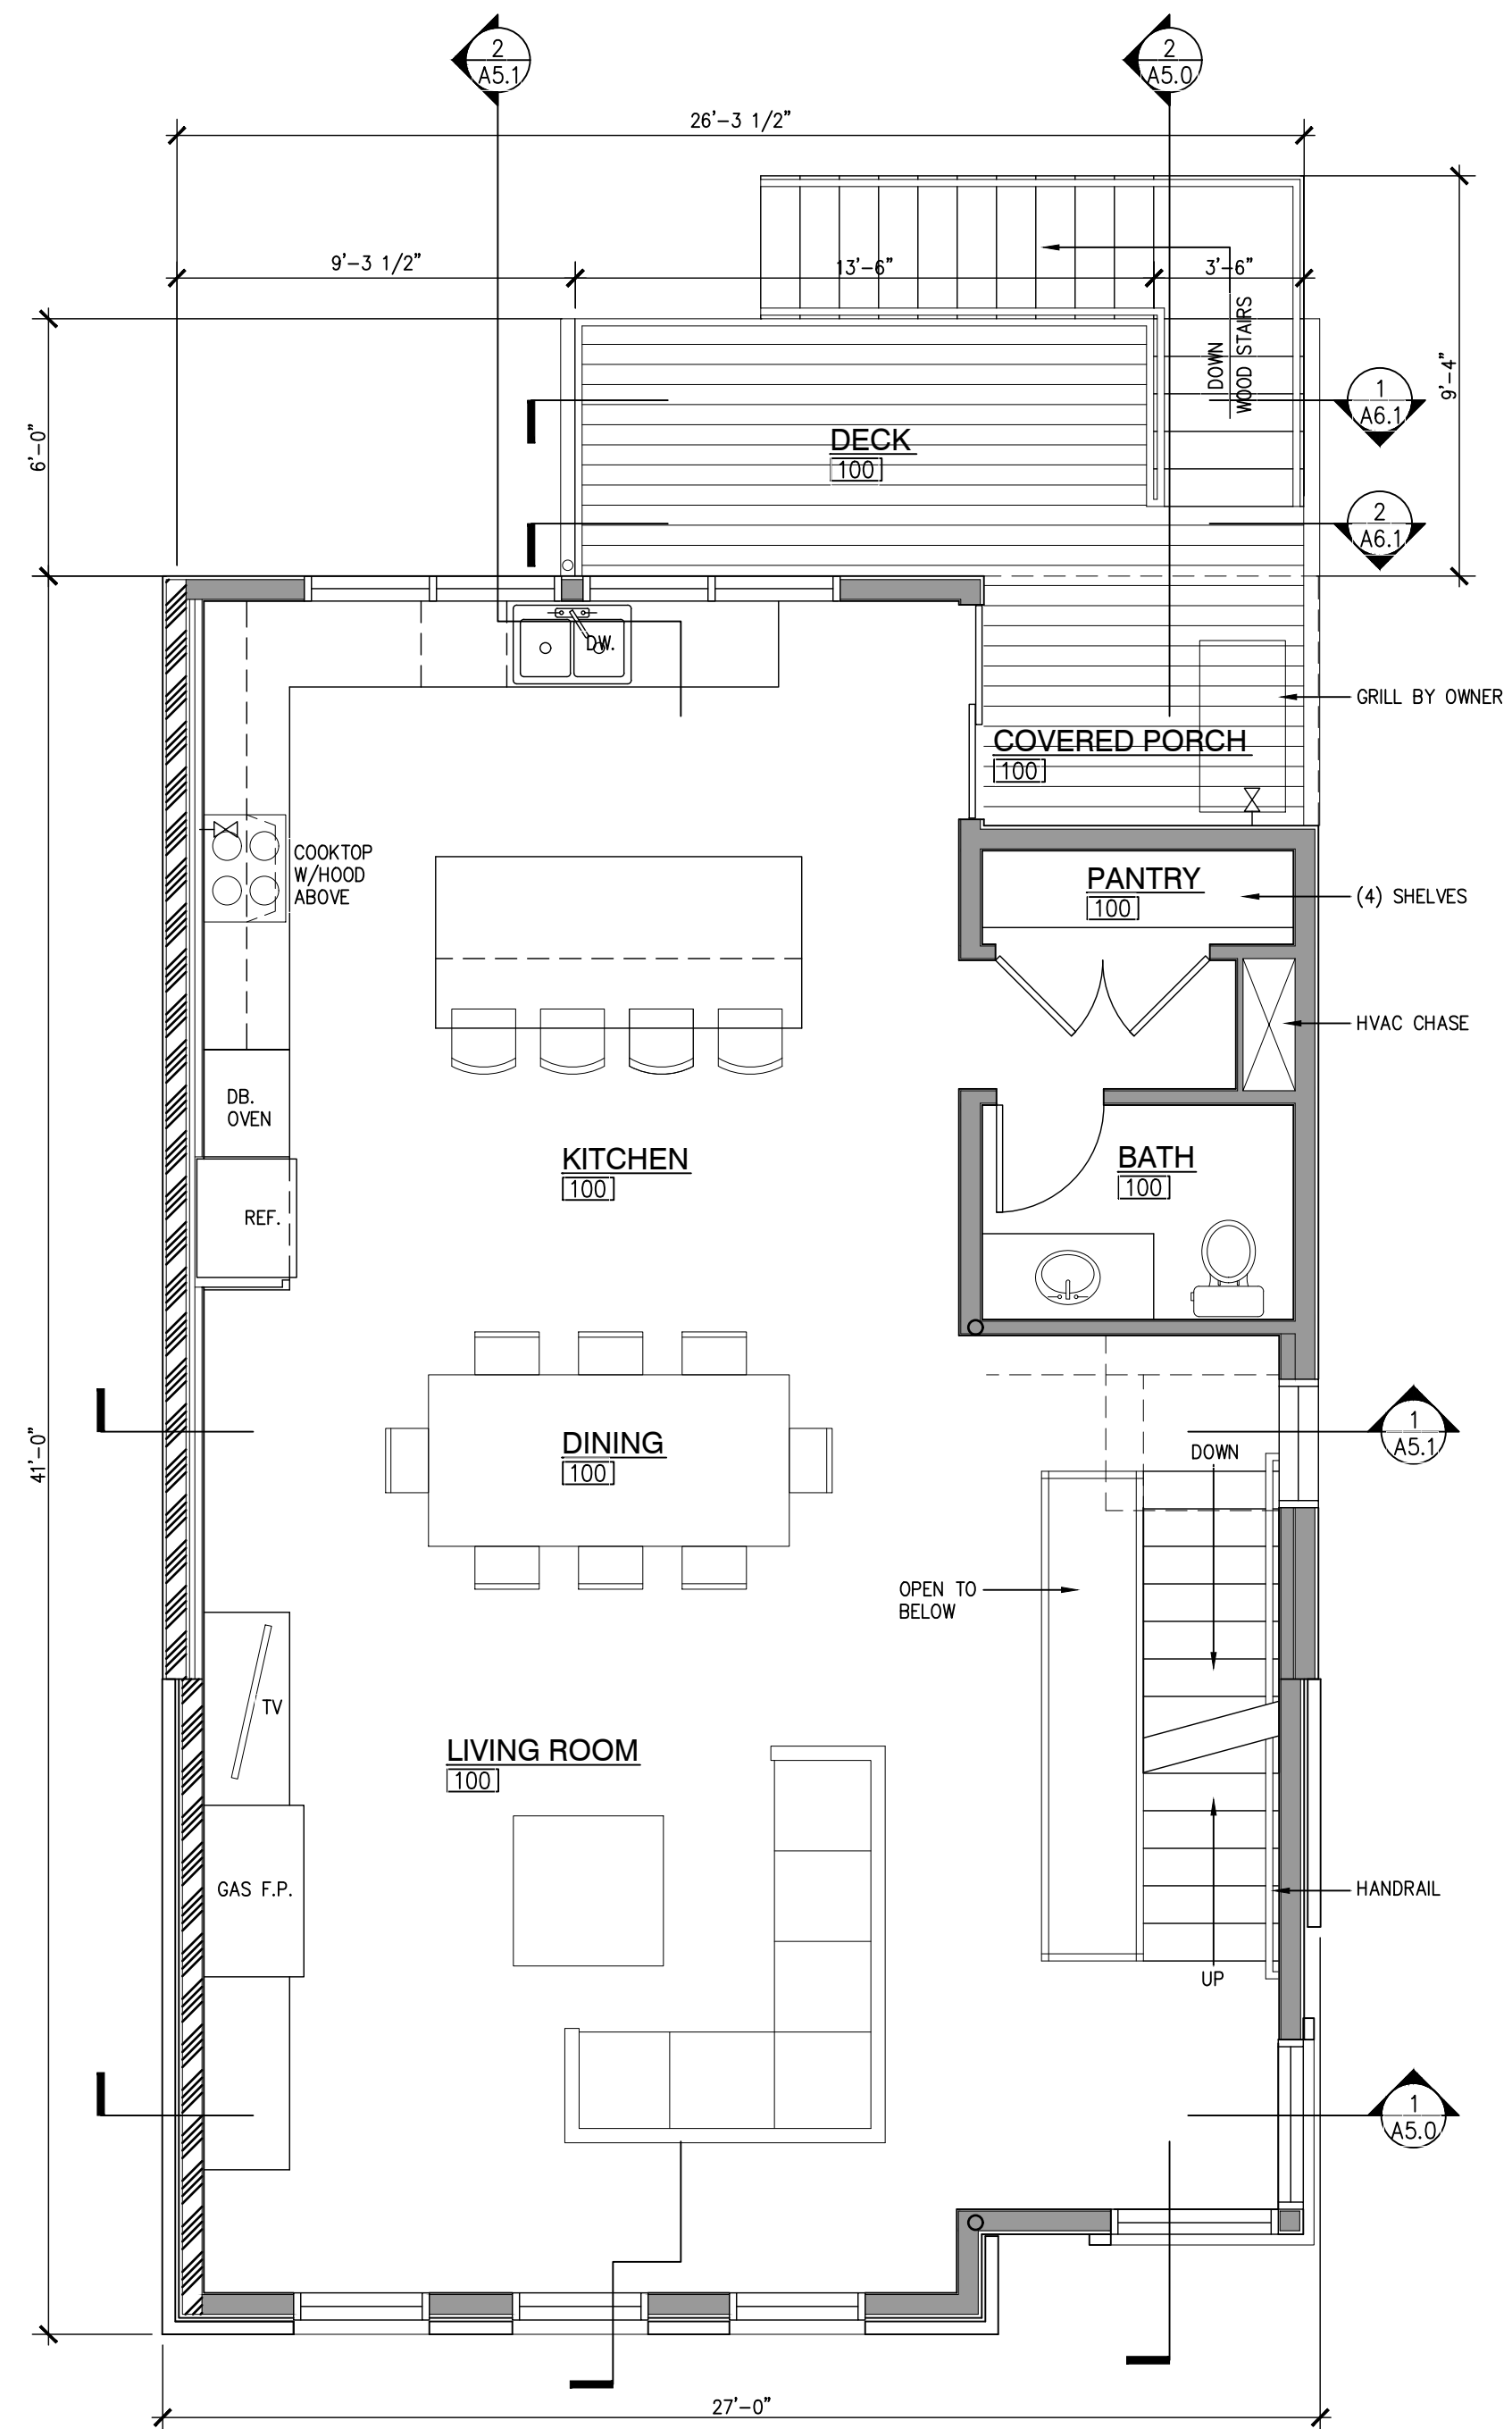 2
A5.1
2
A5.0
26'-3 1/2"
9'-3 1/2"
13'-6"
3'-6"
DOWN
WOOD STAIRS
9'-4"
6'-0"
1
A6.1
DECK
100
2
A6.1
DW.
GRILL BY OWNER
COVERED PORCH
100
COOKTOP
W/HOOD
ABOVE
PANTRY
100
(4) SHELVES
HVAC CHASE
DB.
OVEN
KITCHEN
100
BATH
100
REF.
41'-0"
DINING
100
1
A5.1
DOWN
OPEN TO
BELOW
TV
LIVING ROOM
100
GAS F.P.
HANDRAIL
UP
1
A5.0
27'-0"